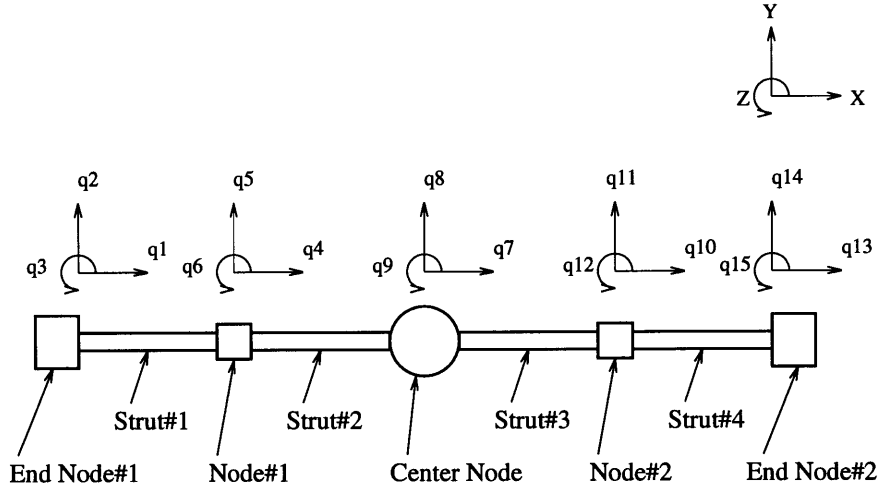 Y
Z
X
q2
q5
q8
q11
q14
q3
q1
q6
q4
q9
q7
q12
q10
q15
q13
Strut#1
Strut#2
Strut#3
Strut#4
End Node#1
Node#1
Center Node
Node#2
End Node#2